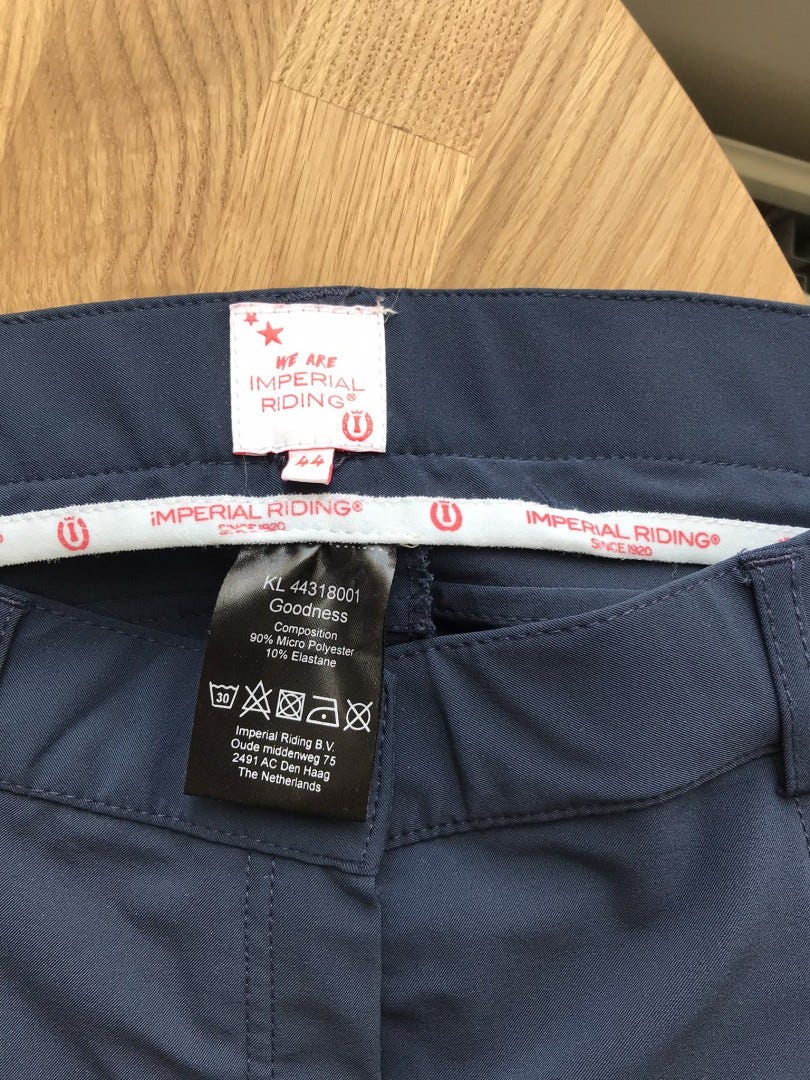 WE ARE
IMPERIAL
RIDING®
I
44
IMPERIAL RIDING®
SINCE 1920
I
IMPERIAL RIDING®
SINCE 1920
I
KL 44318001
Goodness
Composition
90% Micro Polyester
10% Elastane
30
Imperial Riding B.V.
Oude middenweg 75
2491 AC Den Haag
The Netherlands